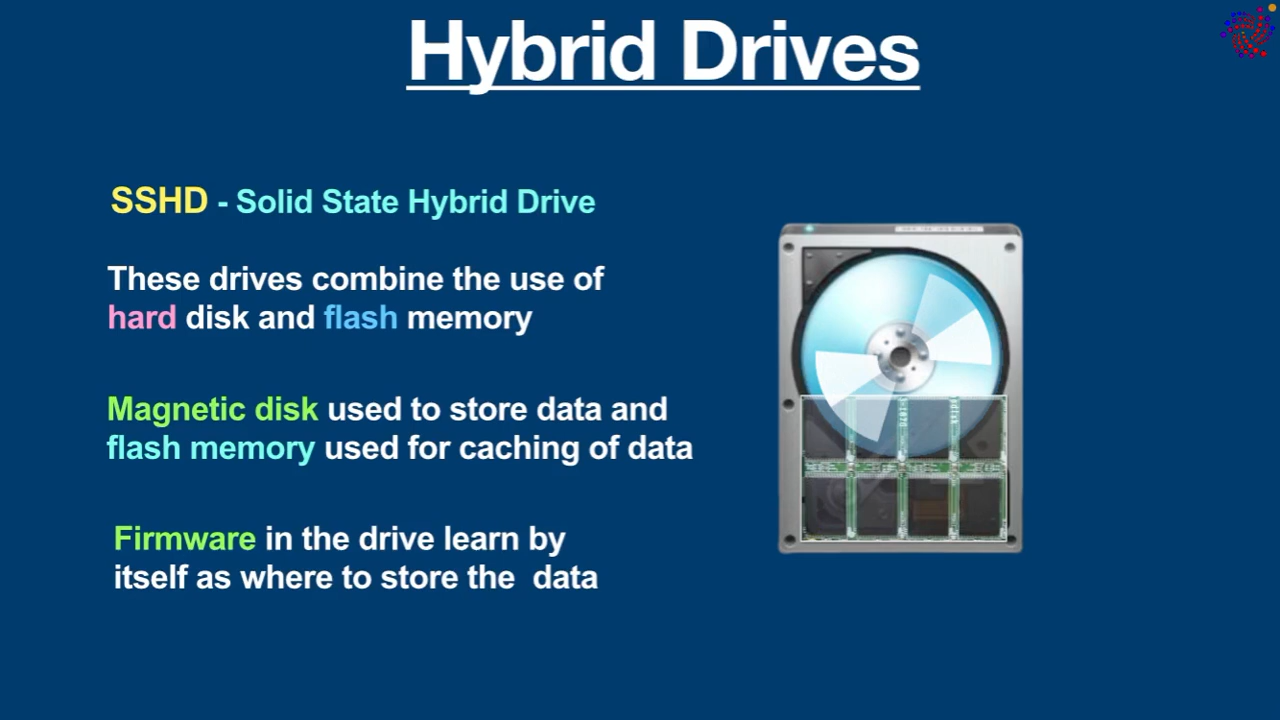 Hybrid Drives
SSHD - Solid State Hybrid Drive
These drives combine the use of
hard disk and flash memory
Magnetic disk used to store data and
flash memory used for caching of data
Firmware in the drive learn by
itself as where to store the data